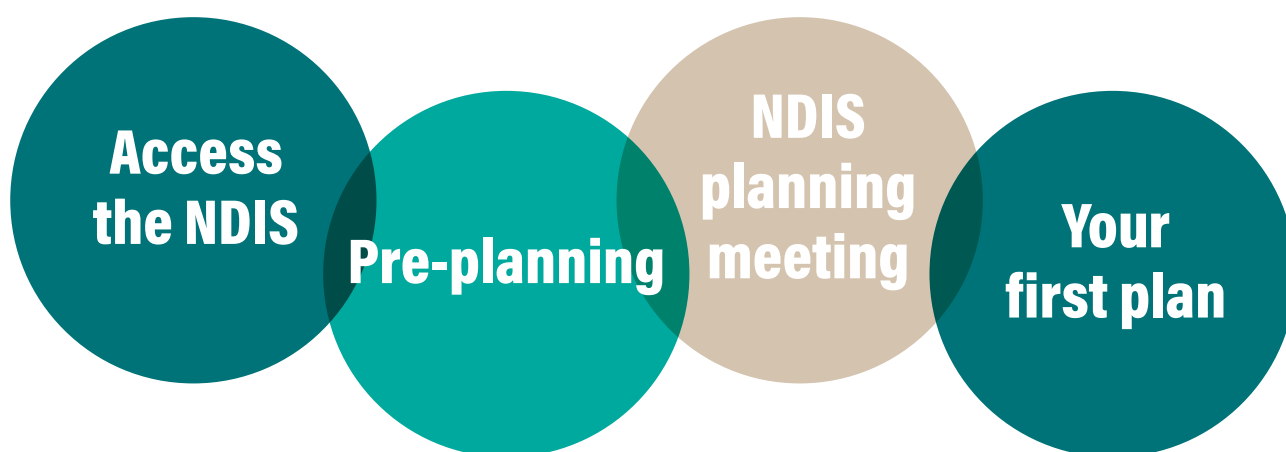 Access
the NDIS
Pre-planning
NDIS
planning
meeting
Your
first plan